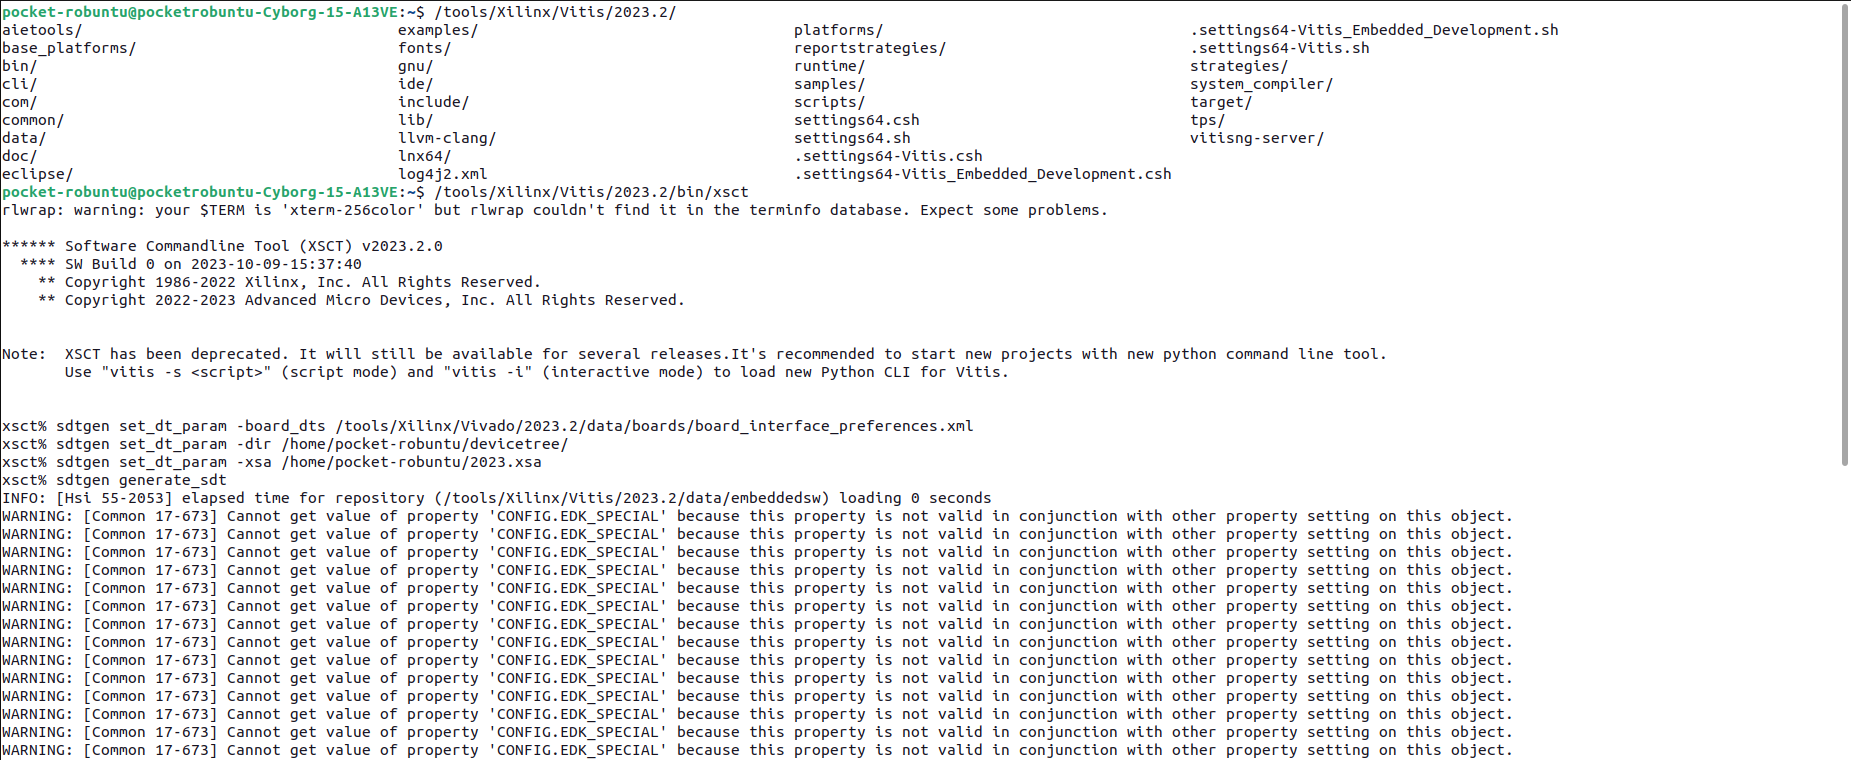 pocket-robuntu@pocketrobuntu-Cyborg-15-A13VE:~$ /tools/Xilinx/Vitis/2023.2/
aietools/ examples/ platforms/ .settings64-Vitis_Embedded_Development.sh
base_platforms/ fonts/ reportstrategies/ .settings64-Vitis.sh
bin/ gnu/ runtime/ strategies/
cli/ ide/ samples/ system_compiler/
com/ include/ scripts/ target/
common/ lib/ settings64.csh tps/
data/ llvm-clang/ settings64.sh vitisng-server/
doc/ lnx64/ .settings64-Vitis.csh
eclipse/ log4j2.xml .settings64-Vitis_Embedded_Development.csh
pocket-robuntu@pocketrobuntu-Cyborg-15-A13VE:~$ /tools/Xilinx/Vitis/2023.2/bin/xsct
rlwrap: warning: your $TERM is 'xterm-256color' but rlwrap couldn't find it in the terminfo database. Expect some problems.
****** Software Commandline Tool (XSCT) v2023.2.0
**** SW Build 0 on 2023-10-09-15:37:40
** Copyright 1986-2022 Xilinx, Inc. All Rights Reserved.
** Copyright 2022-2023 Advanced Micro Devices, Inc. All Rights Reserved.
Note: XSCT has been deprecated. It will still be available for several releases.It's recommended to start new projects with new python command line tool.
Use "vitis -s <script>" (script mode) and "vitis -i" (interactive mode) to load new Python CLI for Vitis.
xsct% sdtgen set_dt_param -board_dts /tools/Xilinx/Vivado/2023.2/data/boards/board_interface_preferences.xml
xsct% sdtgen set_dt_param -dir /home/pocket-robuntu/devicetree/
xsct% sdtgen set_dt_param -xsa /home/pocket-robuntu/2023.xsa
xsct% sdtgen generate_sdt
INFO: [Hsi 55-2053] elapsed time for repository (/tools/Xilinx/Vitis/2023.2/data/embeddedsw) loading 0 seconds
WARNING: [Common 17-673] Cannot get value of property 'CONFIG.EDK_SPECIAL' because this property is not valid in conjunction with other property setting on this object.
WARNING: [Common 17-673] Cannot get value of property 'CONFIG.EDK_SPECIAL' because this property is not valid in conjunction with other property setting on this object.
WARNING: [Common 17-673] Cannot get value of property 'CONFIG.EDK_SPECIAL' because this property is not valid in conjunction with other property setting on this object.
WARNING: [Common 17-673] Cannot get value of property 'CONFIG.EDK_SPECIAL' because this property is not valid in conjunction with other property setting on this object.
WARNING: [Common 17-673] Cannot get value of property 'CONFIG.EDK_SPECIAL' because this property is not valid in conjunction with other property setting on this object.
WARNING: [Common 17-673] Cannot get value of property 'CONFIG.EDK_SPECIAL' because this property is not valid in conjunction with other property setting on this object.
WARNING: [Common 17-673] Cannot get value of property 'CONFIG.EDK_SPECIAL' because this property is not valid in conjunction with other property setting on this object.
WARNING: [Common 17-673] Cannot get value of property 'CONFIG.EDK_SPECIAL' because this property is not valid in conjunction with other property setting on this object.
WARNING: [Common 17-673] Cannot get value of property 'CONFIG.EDK_SPECIAL' because this property is not valid in conjunction with other property setting on this object.
WARNING: [Common 17-673] Cannot get value of property 'CONFIG.EDK_SPECIAL' because this property is not valid in conjunction with other property setting on this object.
WARNING: [Common 17-673] Cannot get value of property 'CONFIG.EDK_SPECIAL' because this property is not valid in conjunction with other property setting on this object.
WARNING: [Common 17-673] Cannot get value of property 'CONFIG.EDK_SPECIAL' because this property is not valid in conjunction with other property setting on this object.
WARNING: [Common 17-673] Cannot get value of property 'CONFIG.EDK_SPECIAL' because this property is not valid in conjunction with other property setting on this object.
WARNING: [Common 17-673] Cannot get value of property 'CONFIG.EDK_SPECIAL' because this property is not valid in conjunction with other property setting on this object.